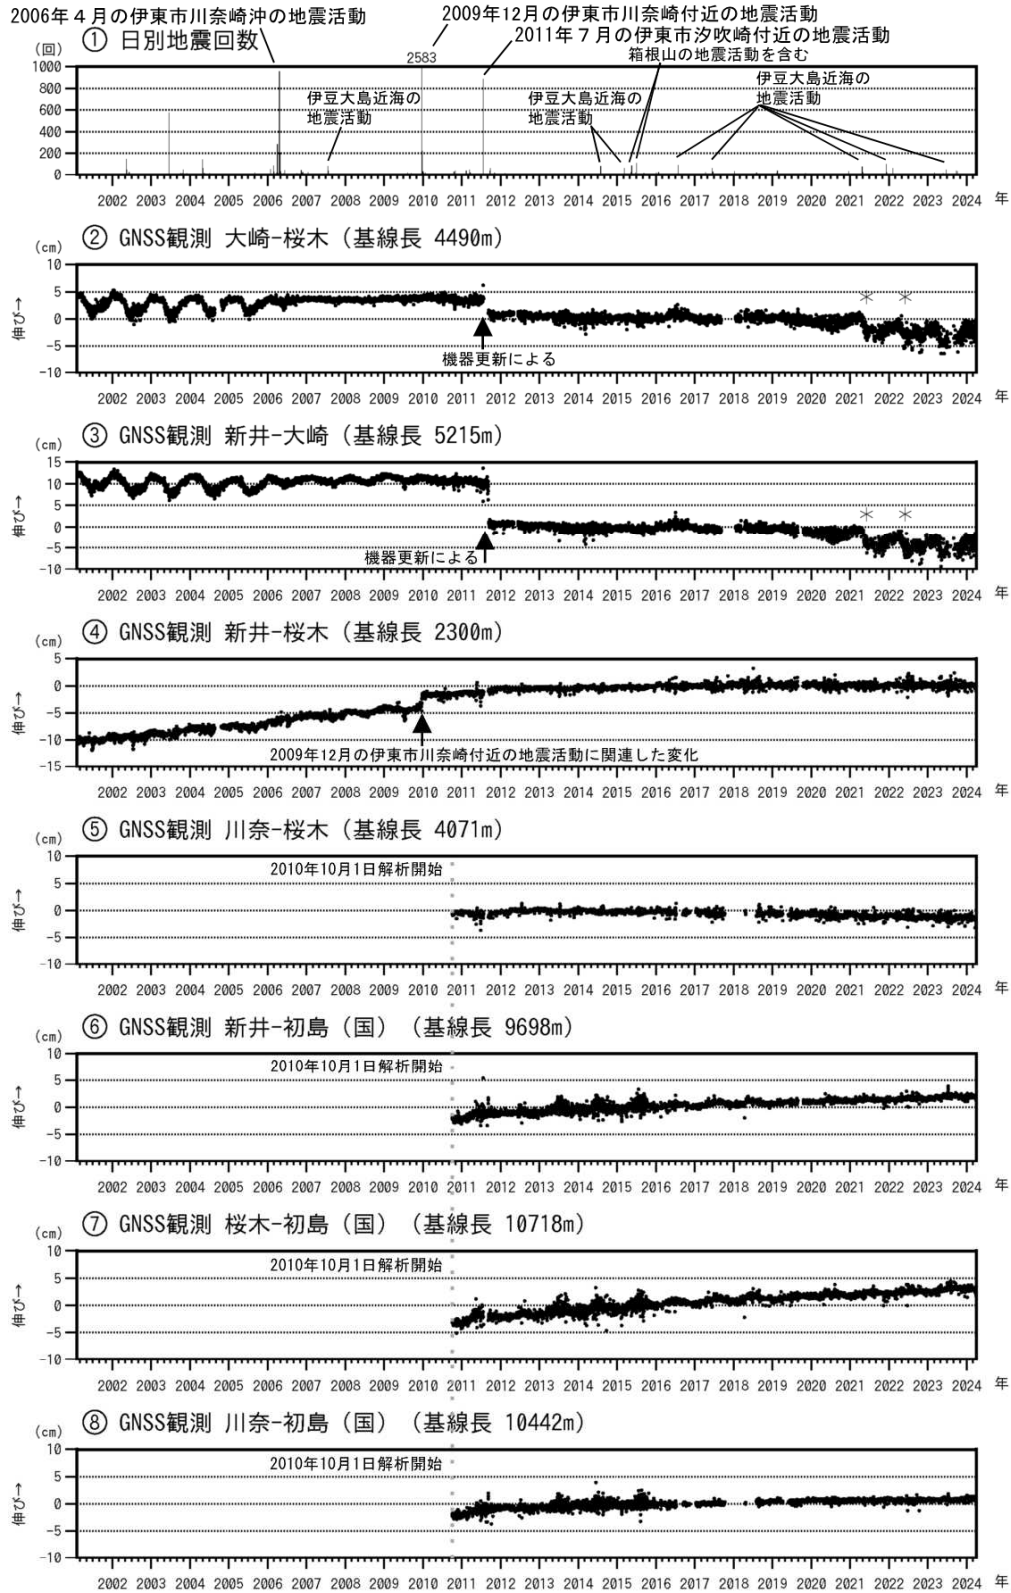 2006年４月の伊東市川奈崎沖の地震活動
2009年12月の伊東市川奈崎付近の地震活動
① 日別地震回数
2011年７月の伊東市汐吹崎付近の地震活動
箱根山の地震活動を含む
(回)
2583
伊豆大島近海の
地震活動
伊豆大島近海の
地震活動
伊豆大島近海の
地震活動
1000
800
600
400
200
0
2002 2003 2004 2005 2006 2007 2008 2009 2010 2011 2012 2013 2014 2015 2016 2017 2018 2019 2020 2021 2022 2023 2024 年
② GNSS観測 大崎−桜木（基線長 4490m）
(cm)
10
5
0
-5
-10
伸び→
＊ ＊
機器更新による
2002 2003 2004 2005 2006 2007 2008 2009 2010 2011 2012 2013 2014 2015 2016 2017 2018 2019 2020 2021 2022 2023 2024 年
③ GNSS観測 新井−大崎（基線長 5215m）
(cm)
15
10
5
0
-5
-10
伸び→
＊ ＊
機器更新による
2002 2003 2004 2005 2006 2007 2008 2009 2010 2011 2012 2013 2014 2015 2016 2017 2018 2019 2020 2021 2022 2023 2024 年
④ GNSS観測 新井−桜木（基線長 2300m）
(cm)
5
0
-5
-10
-15
伸び→
2009年12月の伊東市川奈崎付近の地震活動に関連した変化
2002 2003 2004 2005 2006 2007 2008 2009 2010 2011 2012 2013 2014 2015 2016 2017 2018 2019 2020 2021 2022 2023 2024 年
⑤ GNSS観測 川奈−桜木（基線長 4071m）
(cm)
10
5
0
-5
-10
伸び→
2010年10月1日解析開始
2002 2003 2004 2005 2006 2007 2008 2009 2010 2011 2012 2013 2014 2015 2016 2017 2018 2019 2020 2021 2022 2023 2024 年
⑥ GNSS観測 新井−初島（国）（基線長 9698m）
(cm)
10
5
0
-5
-10
伸び→
2010年10月1日解析開始
2002 2003 2004 2005 2006 2007 2008 2009 2010 2011 2012 2013 2014 2015 2016 2017 2018 2019 2020 2021 2022 2023 2024 年
⑦ GNSS観測 桜木−初島（国）（基線長 10718m）
(cm)
10
5
0
-5
-10
伸び→
2010年10月1日解析開始
2002 2003 2004 2005 2006 2007 2008 2009 2010 2011 2012 2013 2014 2015 2016 2017 2018 2019 2020 2021 2022 2023 2024 年
⑧ GNSS観測 川奈−初島（国）（基線長 10442m）
(cm)
10
5
0
-5
-10
伸び→
2010年10月1日解析開始
2002 2003 2004 2005 2006 2007 2008 2009 2010 2011 2012 2013 2014 2015 2016 2017 2018 2019 2020 2021 2022 2023 2024 年